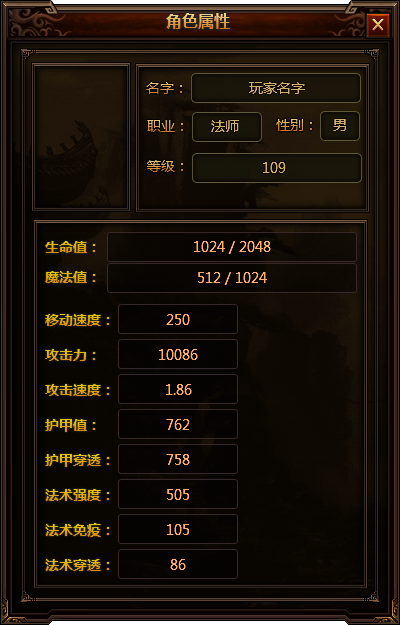 角色属性
名字： 玩家名字
职业： 法师 性别： 男
等级： 109
生命值： 1024 / 2048
魔法值： 512 / 1024
移动速度： 250
攻击力： 10086
攻击速度： 1.86
护甲值： 762
护甲穿透： 758
法术强度： 505
法术免疫： 105
法术穿透： 86